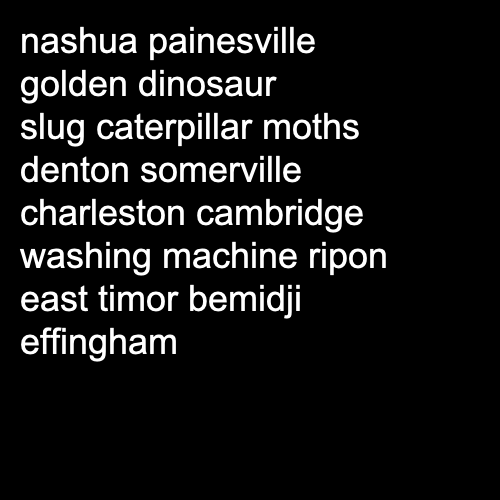 nashua painesville
golden dinosaur
slug caterpillar moths
denton somerville
charleston cambridge
washing machine ripon
east timor bemidji
effingham